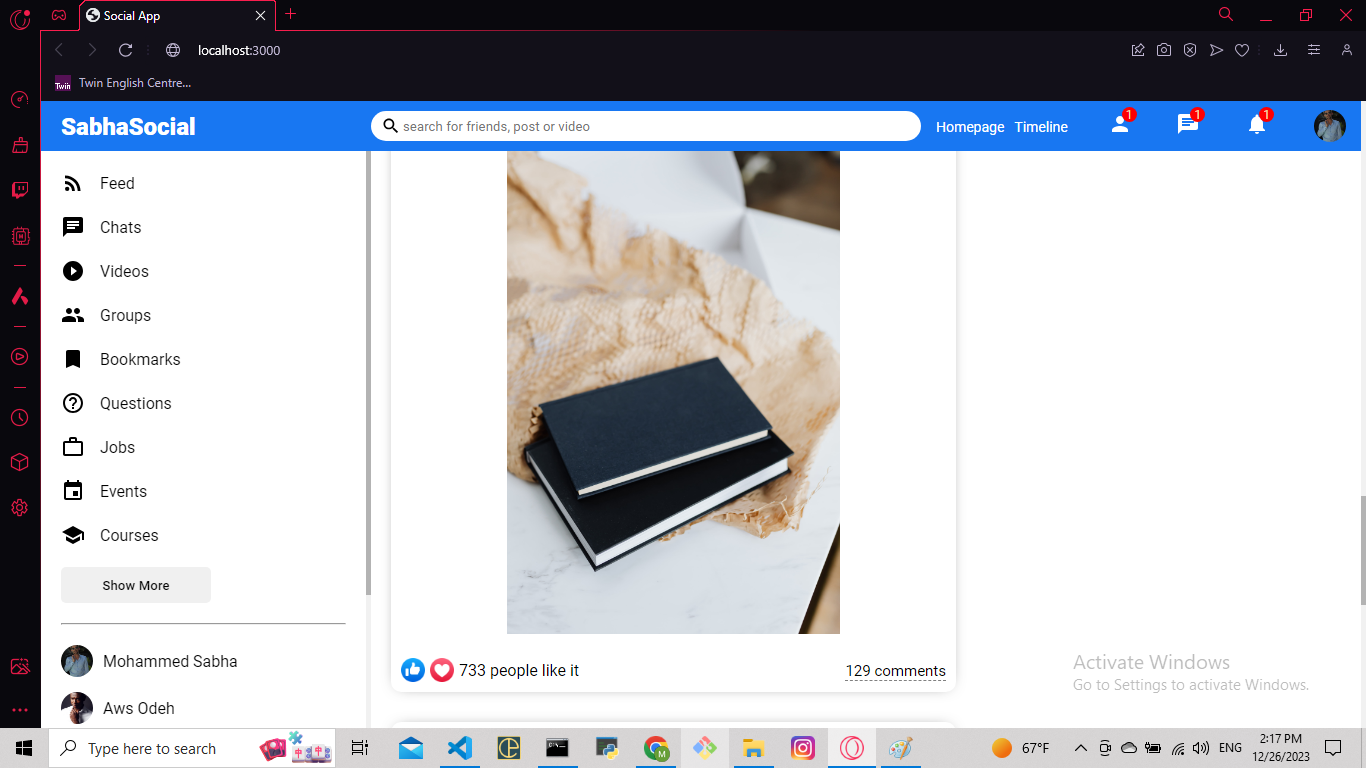 Social App
localhost:3000
Twin
Twin English Centre...
SabhaSocial
search for friends, post or video
Homepage
Timeline
1
1
1
Feed
Chats
Videos
Groups
Bookmarks
Questions
Jobs
Events
Courses
Show More
Mohammed Sabha
Aws Odeh
733 people like it
129 comments
Activate Windows
Go to Settings to activate Windows.
Type here to search
M
67°F
ENG
2:17 PM
12/26/2023